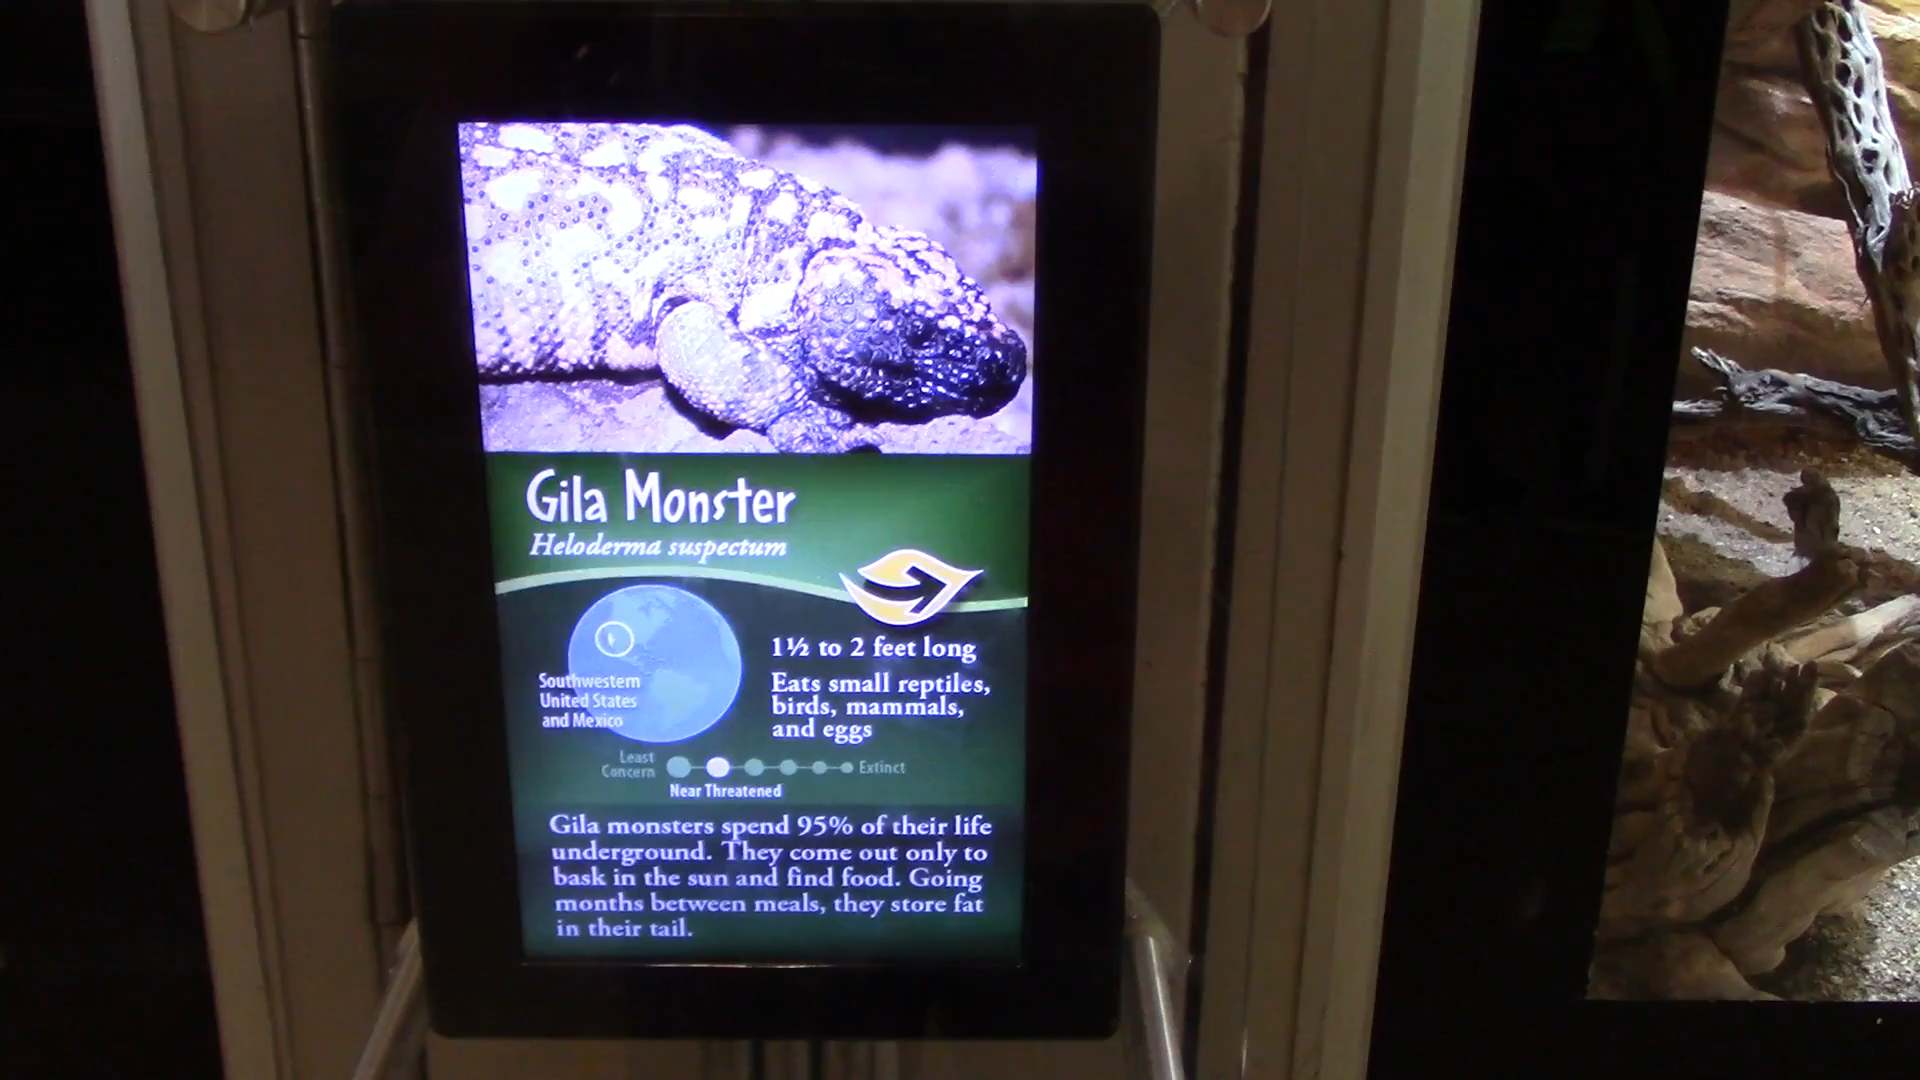 Gila Monster
Heloderma suspectum
1½ to 2 feet long
Eats small reptiles,
birds, mammals,
and eggs
Southwestern
United States
and Mexico
Least
Concern
Extinct
Near Threatened
Gila monsters spend 95% of their life
underground. They come out only to
bask in the sun and find food. Going
months between meals, they store fat
in their tail.